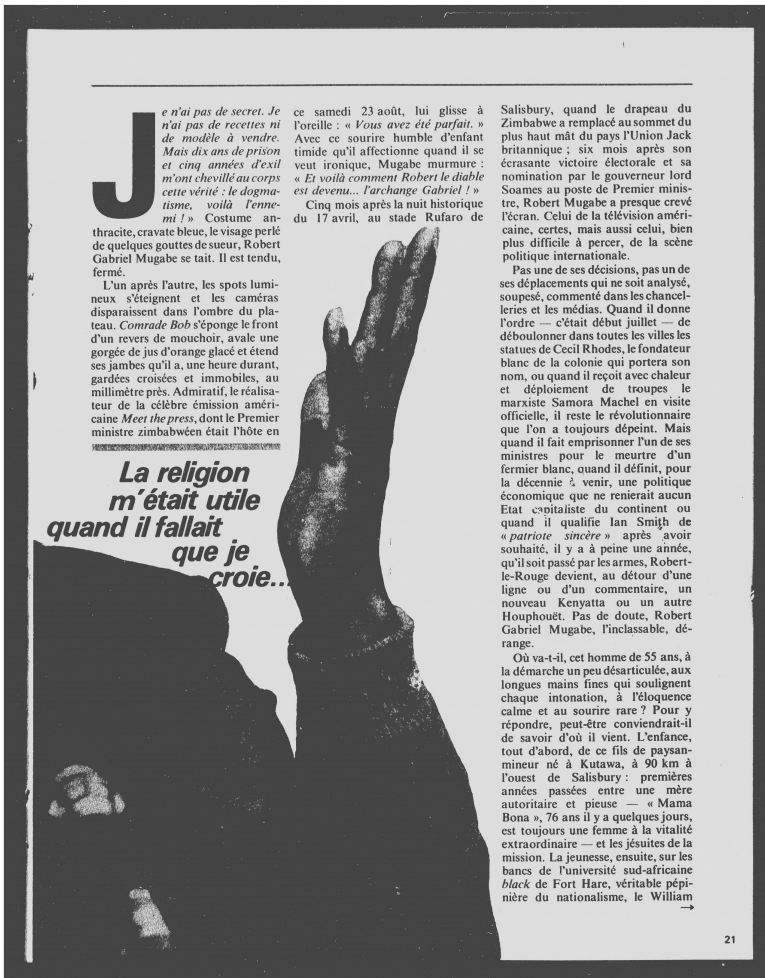 Je n'ai pas de secret. Je
n'ai pas de recettes ni
de modèle à vendre.
Mais dix ans de prison
et cinq années d'exil
m'ont chevillé au corps
cette vérité : le dogma-
tisme, voilà l'enne-
mi ! » Costume an-
thracite, cravate bleue, le visage perlé
de quelques gouttes de sueur, Robert
Gabriel Mugabe se tait. Il est tendu,
fermé.
L'un après l'autre, les spots lumi-
neux s'éteignent et les caméras
disparaissent dans l'ombre du pla-
teau. Comrade Bob s'éponge le front
d'un revers de mouchoir, avale une
gorgée de jus d'orange glacé et étend
ses jambes qu'il a, une heure durant,
gardées croisées et immobiles, au
millimètre près. Admiratif, le réalisa-
teur de la célèbre émission améri-
caine Meet the press, dont le Premier
ministre zimbabwéen était l'hôte en
La religion
m'était utile
quand il fallait
que je
croie...
ce samedi 23 août, lui glisse à
l'oreille : « Vous avez été parfait. »
Avec ce sourire humble d'enfant
timide qu'il affectionne quand il se
veut ironique, Mugabe murmure :
« Et voilà comment Robert le diable
est devenu... l'archange Gabriel ! »
Cinq mois après la nuit historique
du 17 avril, au stade Rufaro de
Salisbury, quand le drapeau du
Zimbabwe a remplacé au sommet du
plus haut mât du pays l'Union Jack
britannique ; six mois après son
écrasante victoire électorale et sa
nomination par le gouverneur lord
Soames au poste de Premier minis-
tre, Robert Mugabe a presque crevé
l'écran. Celui de la télévision améri-
caine, certes, mais aussi celui, bien
plus difficile à percer, de la scène
politique internationale.
Pas une de ses décisions, pas un de
ses déplacements qui ne soit analysé,
soupesé, commenté dans les chancel-
leries et les médias. Quand il donne
l'ordre — c'était début juillet — de
déboulonner dans toutes les villes les
statues de Cecil Rhodes, le fondateur
blanc de la colonie qui portera son
nom, ou quand il reçoit avec chaleur
et déploiement de troupes le
marxiste Samora Machel en visite
officielle, il reste le révolutionnaire
que l'on a toujours dépeint. Mais
quand il fait emprisonner l'un de ses
ministres pour le meurtre d'un
fermier blanc, quand il définit, pour
la décennie à venir, une politique
économique que ne renierait aucun
Etat capitaliste du continent ou
quand il qualifie Ian Smith de
« patriote sincère » après avoir
souhaité, il y a à peine une année,
qu'il soit passé par les armes, Robert-
le-Rouge devient, au détour d'une
ligne ou d'un commentaire, un
nouveau Kenyatta ou un autre
Houphouët. Pas de doute, Robert
Gabriel Mugabe, l'inclassable, dé-
range.
Où va-t-il, cet homme de 55 ans, à
la démarche un peu désarticulée, aux
longues mains fines qui soulignent
chaque intonation, à l'éloquence
calme et au sourire rare ? Pour y
répondre, peut-être conviendrait-il
de savoir d'où il vient. L'enfance,
tout d'abord, de ce fils de paysan-
mineur né à Kutawa, à 90 km à
l'ouest de Salisbury : premières
années passées entre une mère
autoritaire et pieuse — « Mama
Bona », 76 ans il y a quelques jours,
est toujours une femme à la vitalité
extraordinaire — et les jésuites de la
mission. La jeunesse, ensuite, sur les
bancs de l'université sud-africaine
black de Fort Hare, véritable pépi-
nière du nationalisme, le William
→
21